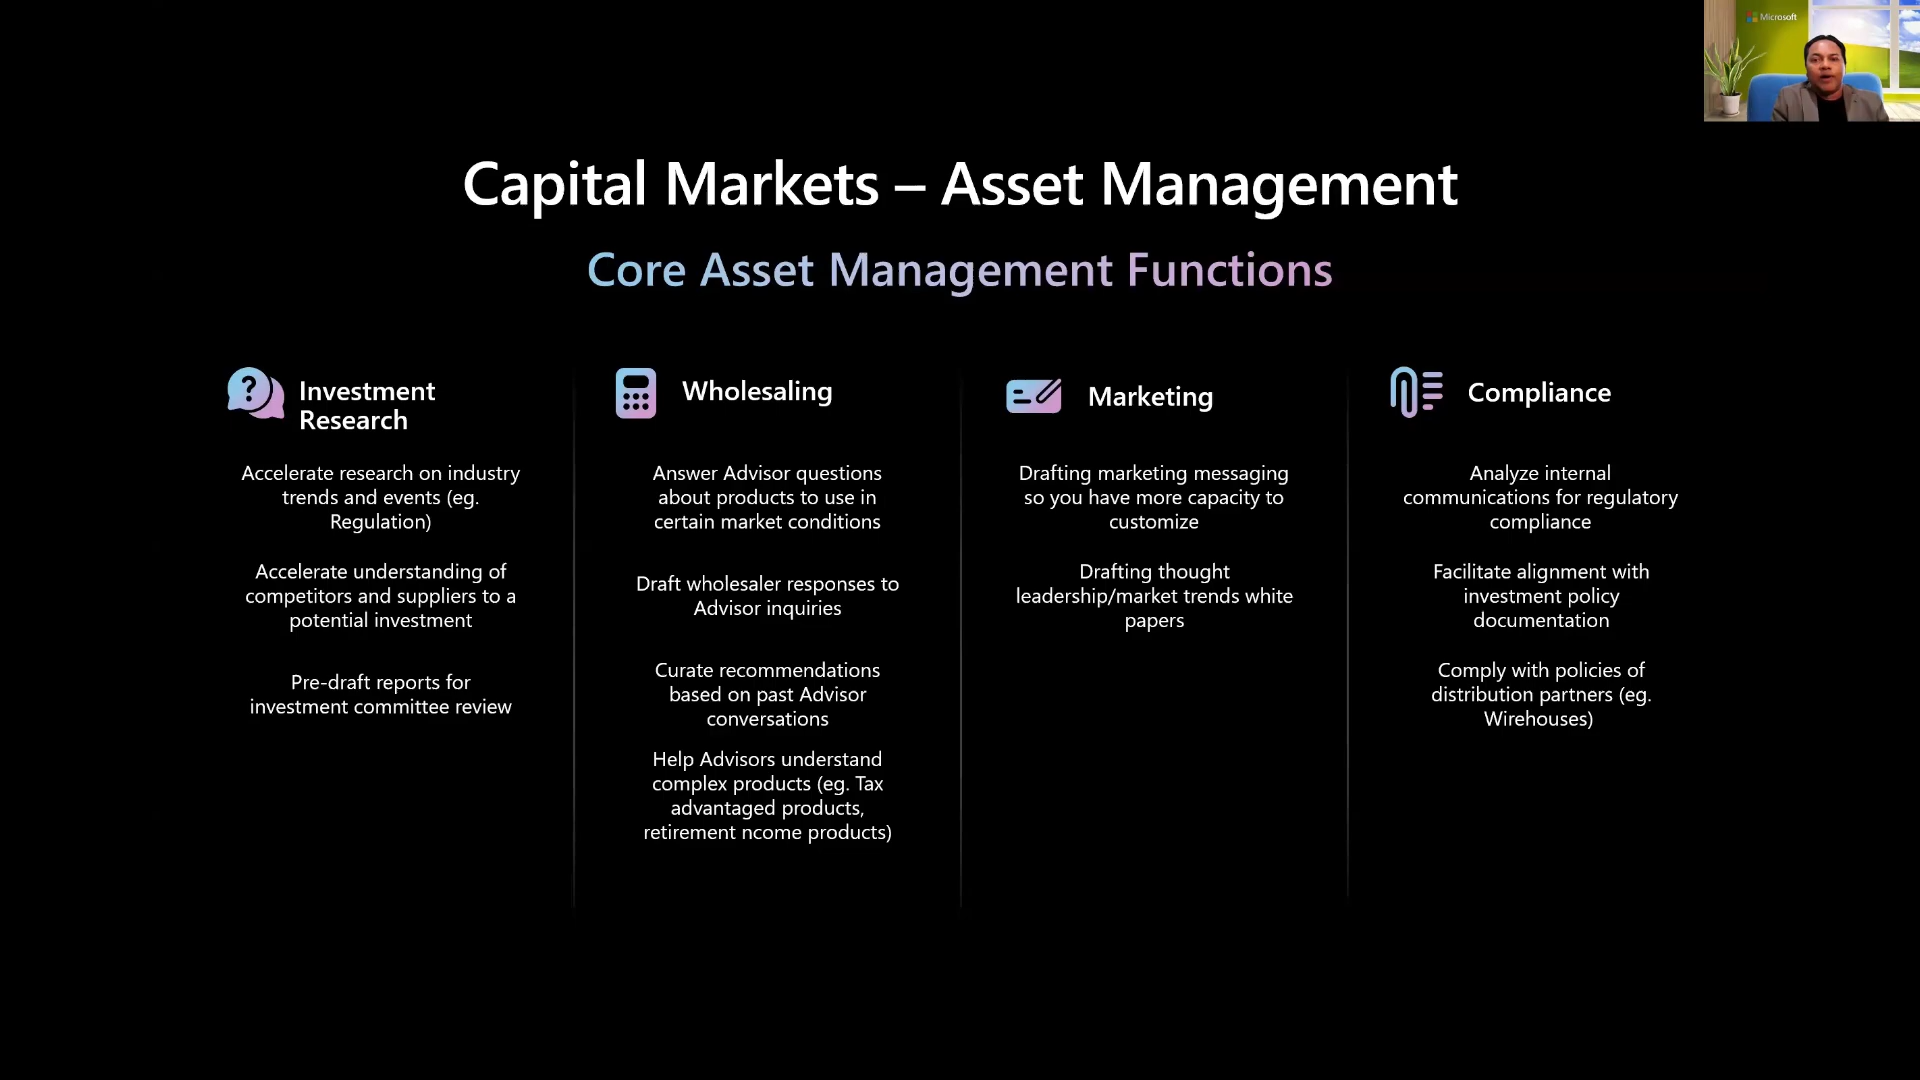 Microsoft
Capital Markets – Asset Management
Core Asset Management Functions
Investment
Research
Accelerate research on industry
trends and events (eg.
Regulation)
Accelerate understanding of
competitors and suppliers to a
potential investment
Pre-draft reports for
investment committee review
Wholesaling
Answer Advisor questions
about products to use in
certain market conditions
Draft wholesaler responses to
Advisor inquiries
Curate recommendations
based on past Advisor
conversations
Help Advisors understand
complex products (eg. Tax
advantaged products,
retirement ncome products)
Marketing
Drafting marketing messaging
so you have more capacity to
customize
Drafting thought
leadership/market trends white
papers
Compliance
Analyze internal
communications for regulatory
compliance
Facilitate alignment with
investment policy
documentation
Comply with policies of
distribution partners (eg.
Wirehouses)